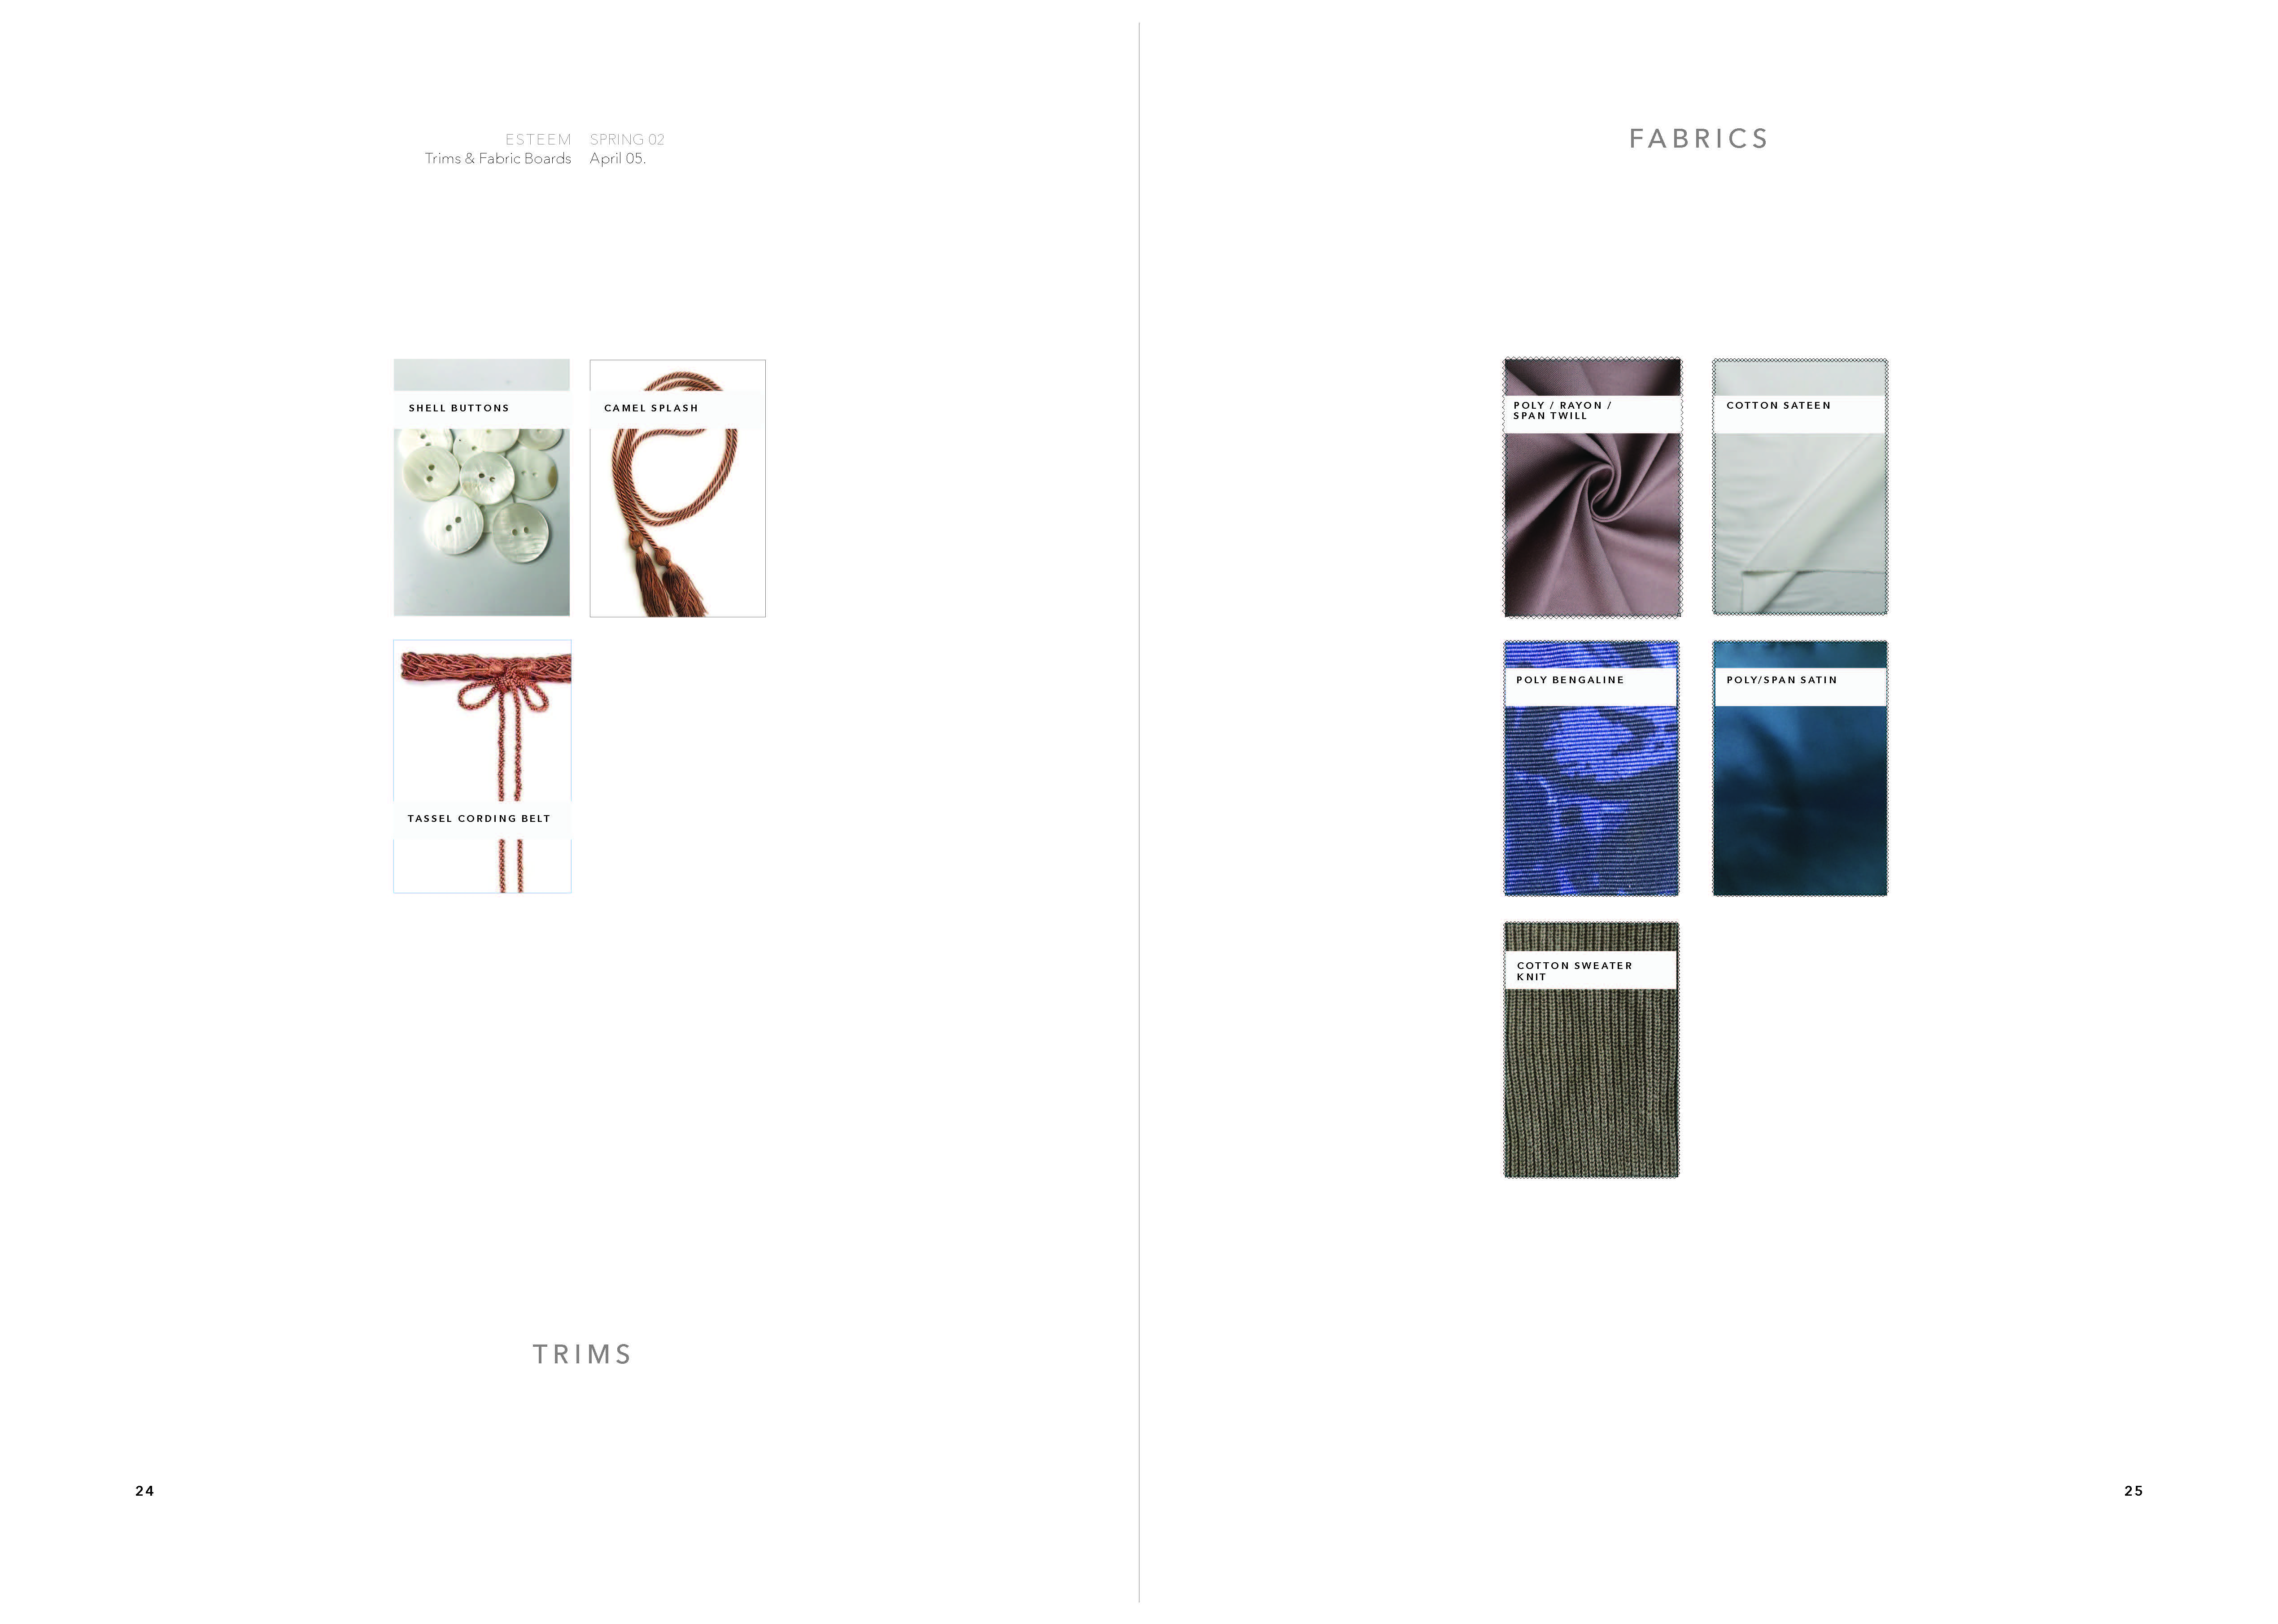 ESTEEM SPRING 02
Trims & Fabric Boards April 05.
SHELL BUTTONS
CAMEL SPLASH
TASSEL CORDING BELT
TRIMS
24
FABRICS
POLY / RAYON /
SPAN TWILL
COTTON SATEEN
POLY BENGALINE
POLY/SPAN SATIN
COTTON SWEATER
KNIT
25